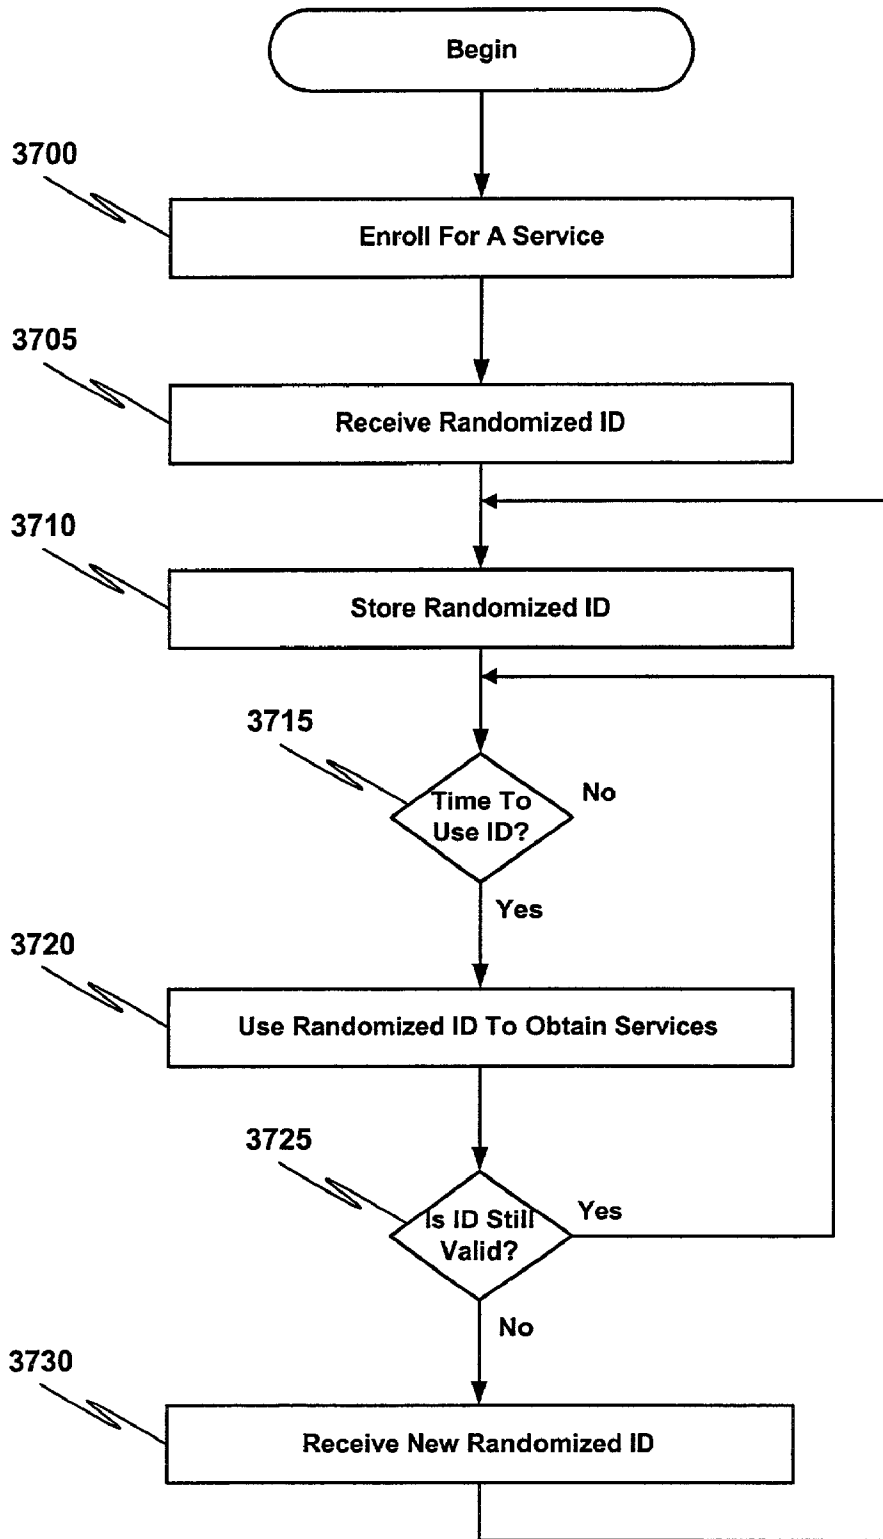 Begin
3700
Enroll For A Service
3705
Receive Randomized ID
3710
Store Randomized ID
3715
Time To
Use ID?
No
Yes
3720
Use Randomized ID To Obtain Services
3725
Is ID Still
Valid?
Yes
No
3730
Receive New Randomized ID